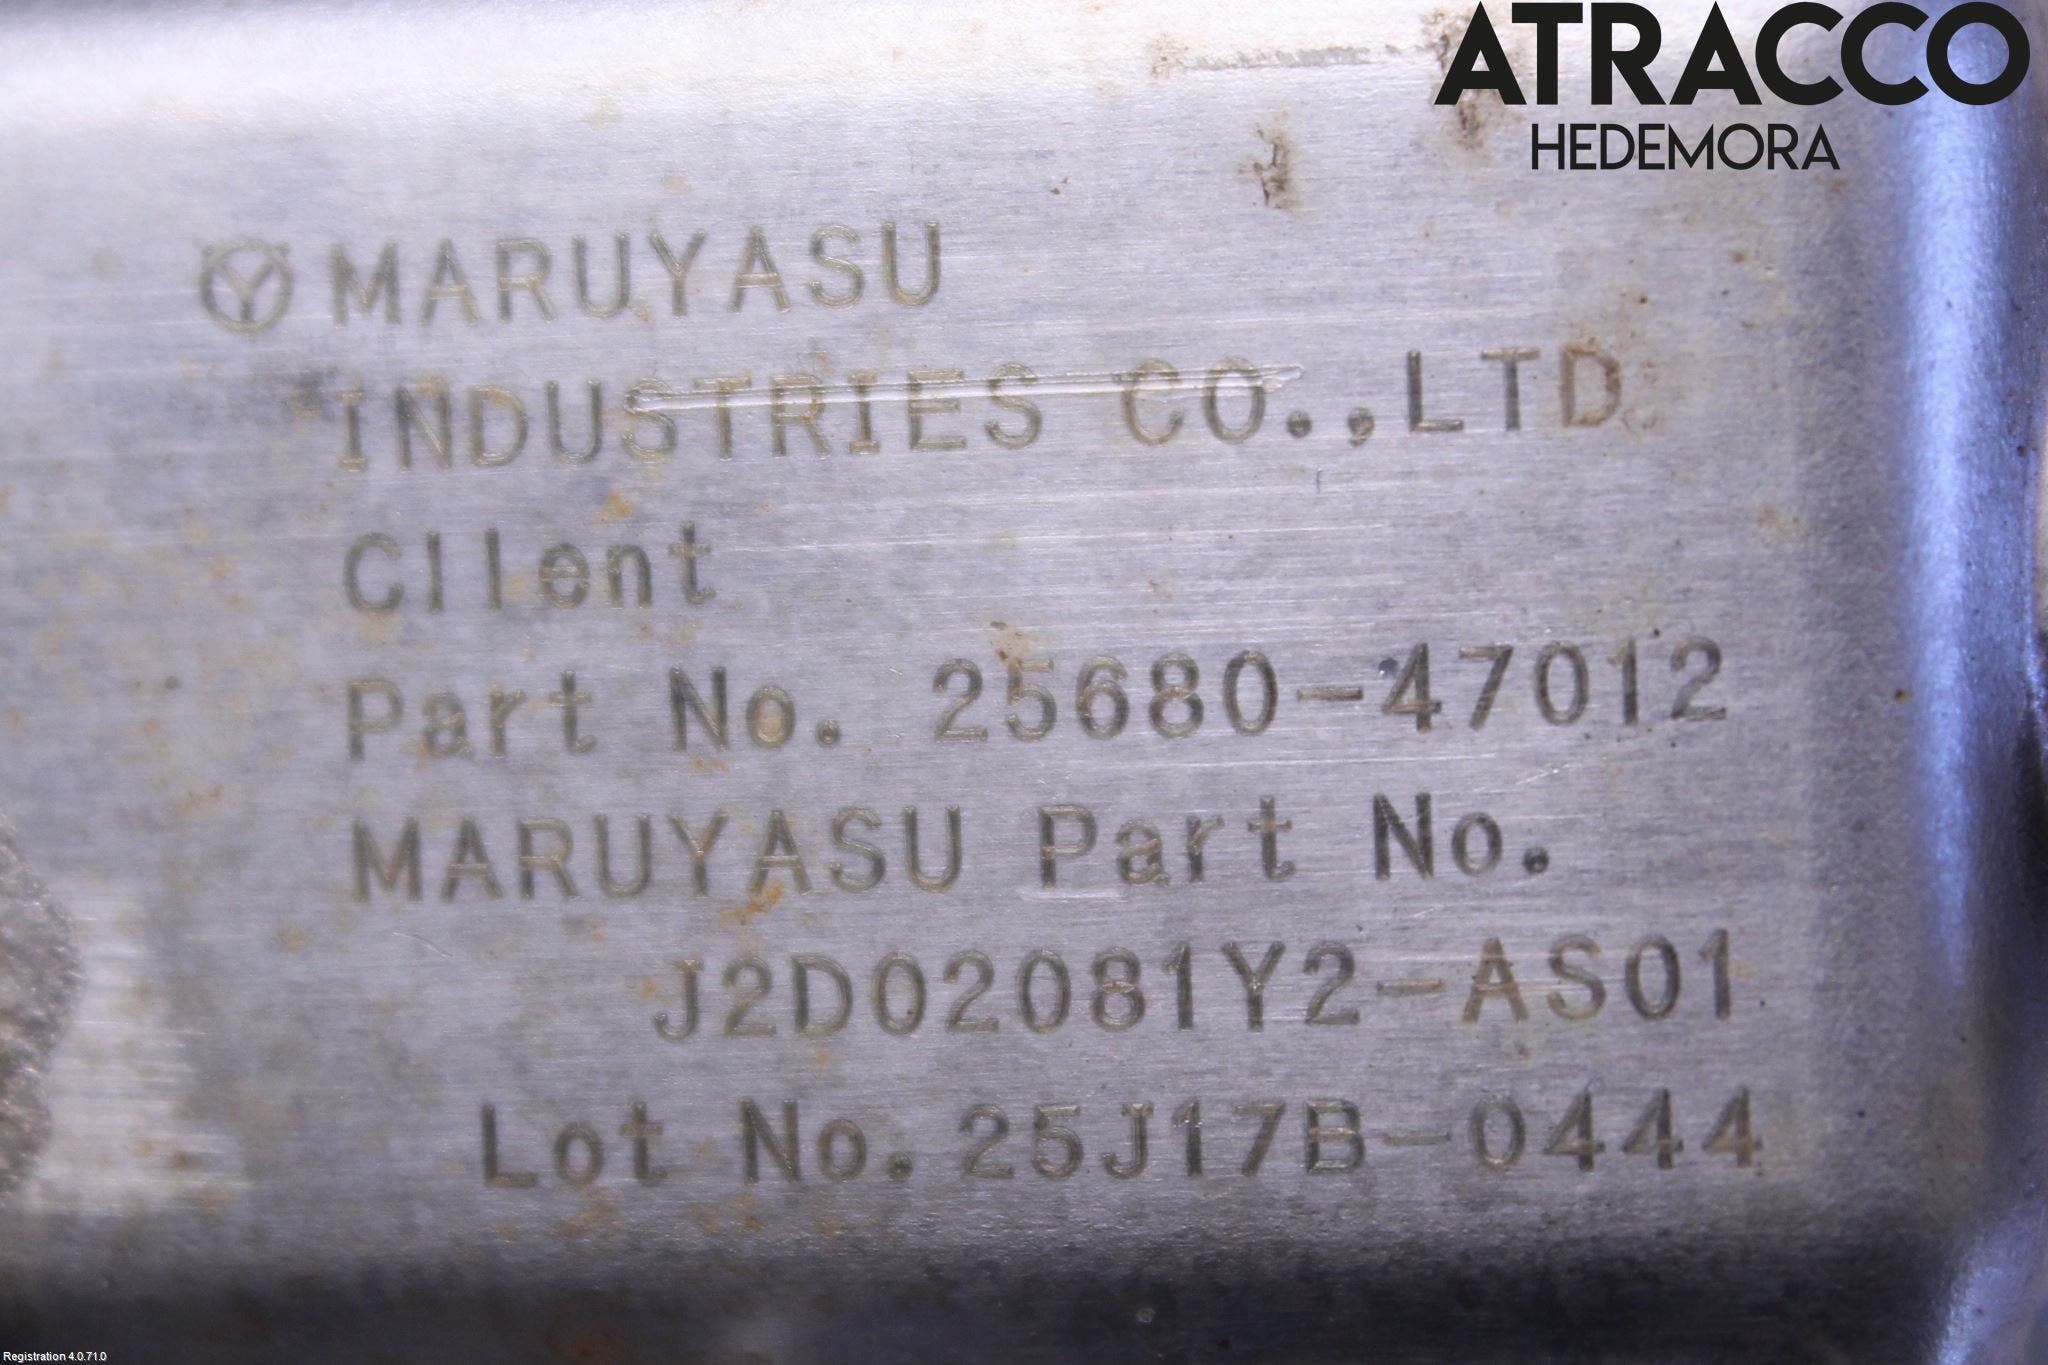 ATRACCO
HEDEMORA
MARUYASU
INDUSTRIES CO.,LTD
Client
Part No. 25680-47012
MARUYASU Part No.
J2D02081Y2-AS01
Lot No. 25J17B-0444
Registration 4.0.71.0